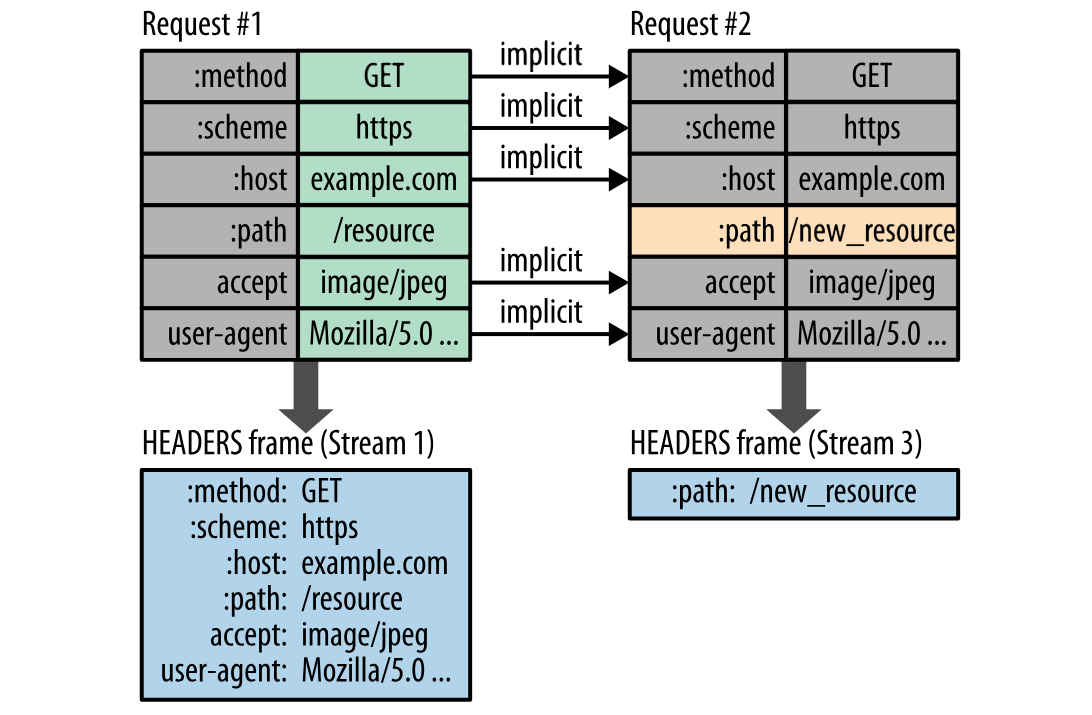 Request #1
:method GET
:scheme https
:host example.com
:path /resource
accept image/jpeg
user-agent Mozilla/5.0 ...
implicit
implicit
implicit
implicit
implicit
Request #2
:method GET
:scheme https
:host example.com
:path /new_resource
accept image/jpeg
user-agent Mozilla/5.0 ...
HEADERS frame (Stream 1)
:method: GET
:scheme: https
:host: example.com
:path: /resource
accept: image/jpeg
user-agent: Mozilla/5.0 ...
HEADERS frame (Stream 3)
:path: /new_resource